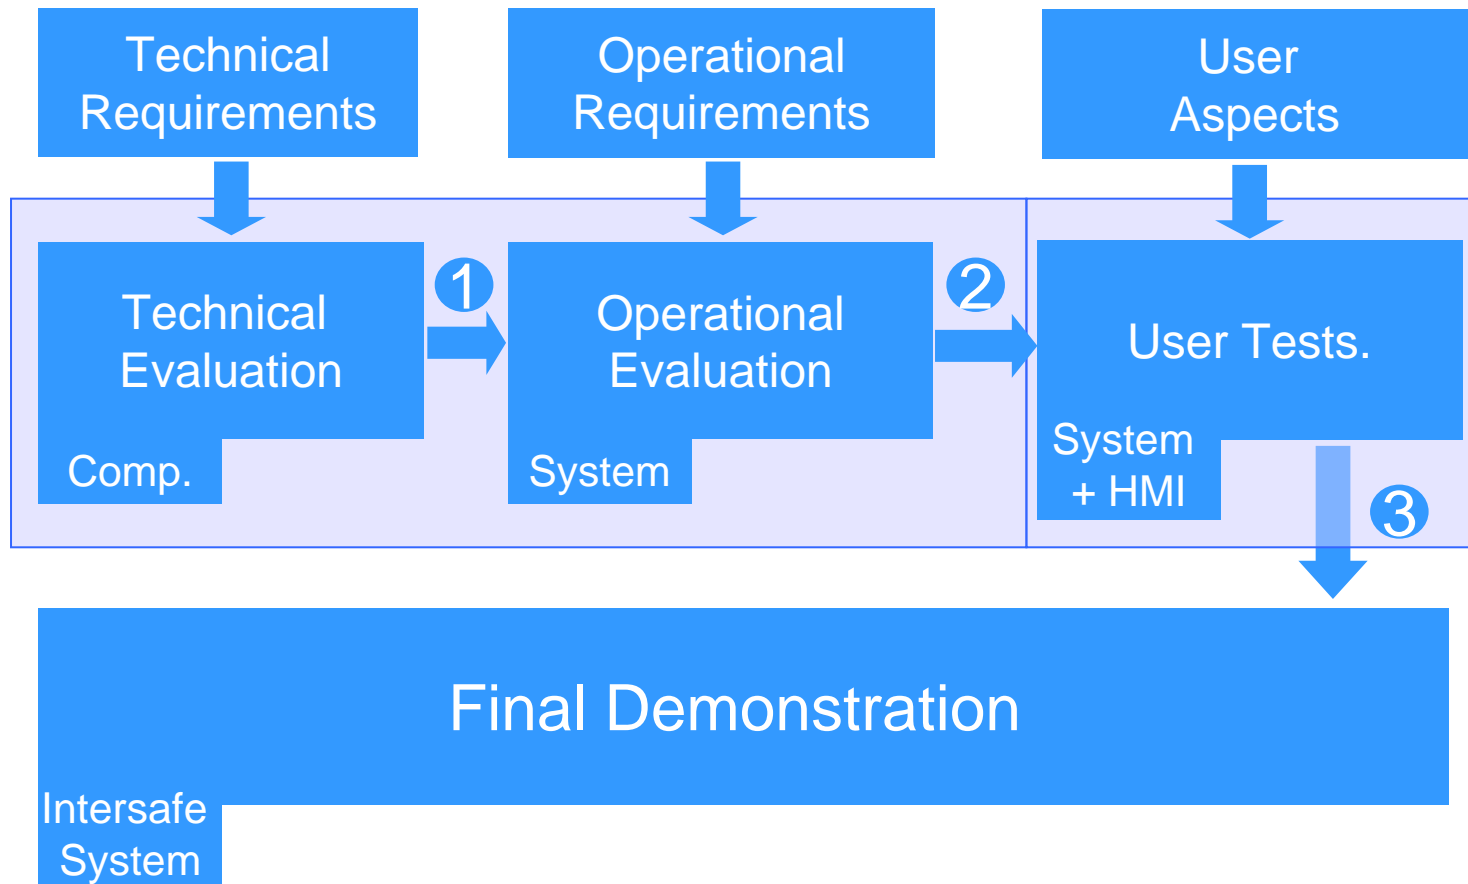 Technical
Requirements
Operational
Requirements
User
Aspects
1
2
Technical
Evaluation
Operational
Evaluation
User Tests.
Comp.
System
System
+ HMI
3
Final Demonstration
Intersafe
System